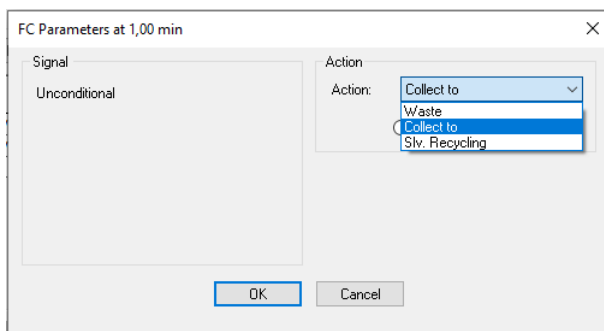 FC Parameters at 1,00 min
Signal
Unconditional
Action
Action:
Collect to
Waste
Collect to
Slv. Recycling
OK
Cancel